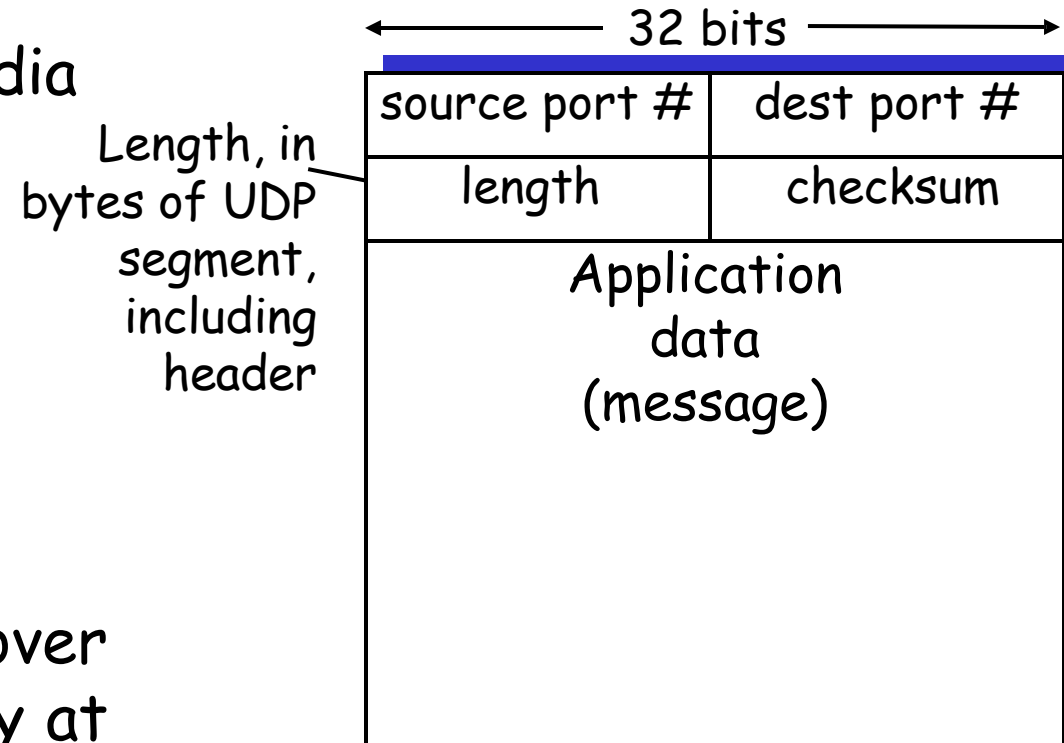 32 bits
dia
source port #
dest port #
Length, in
bytes of UDP
segment,
including
header
length
checksum
Application
data
(message)
over
y at